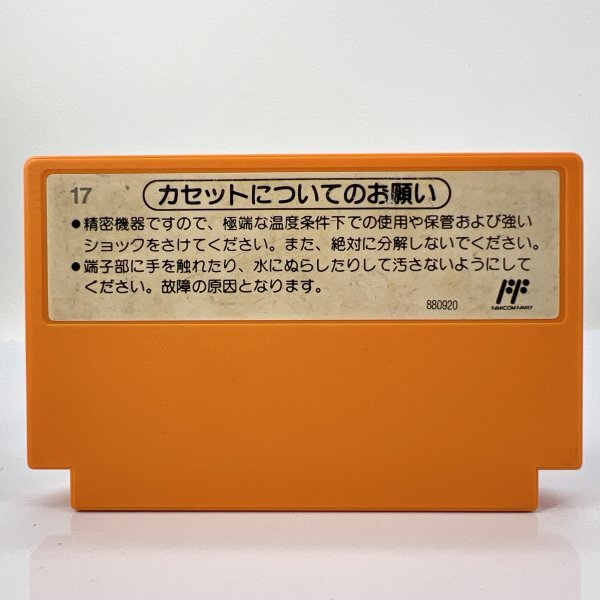 17
カセットについてのお願い
●精密機器ですので、極端な温度条件下での使用や保管および強い
ショックをさけてください。また、絶対に分解しないでください。
●端子部に手を触れたり、水にぬらしたりして汚さないようにして
ください。故障の原因となります。
880920
FF
FAMICOM FAMILY